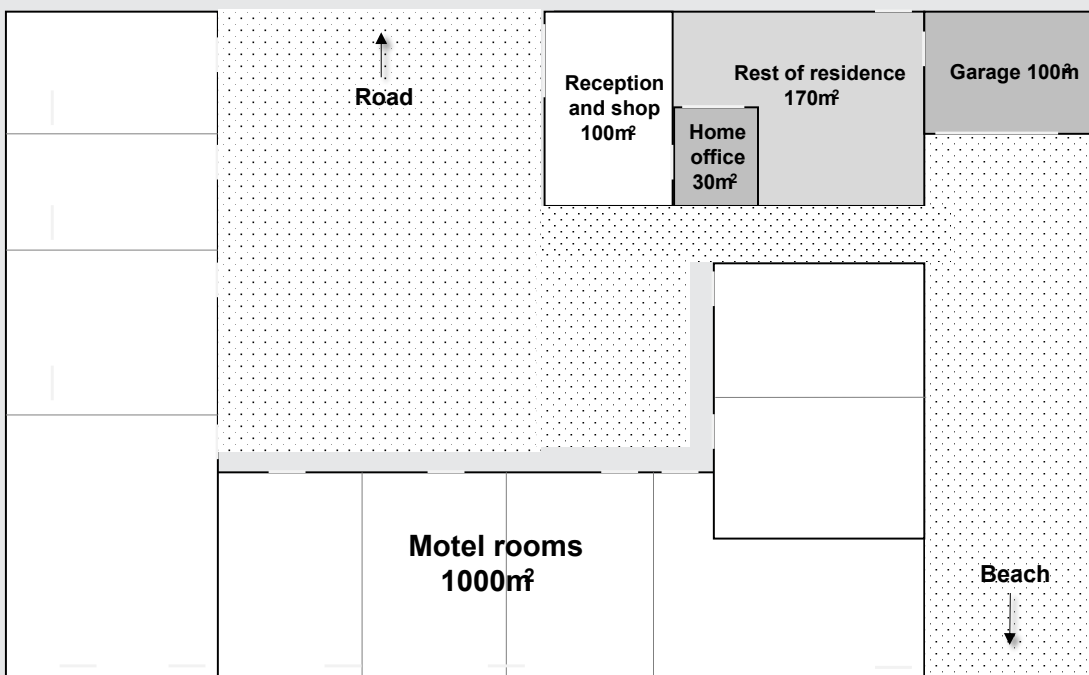 Road
Reception
and shop
100m²
Rest of residence
170m²
Garage 100m²
Home
office
30m²
Motel rooms
1000m²
Beach